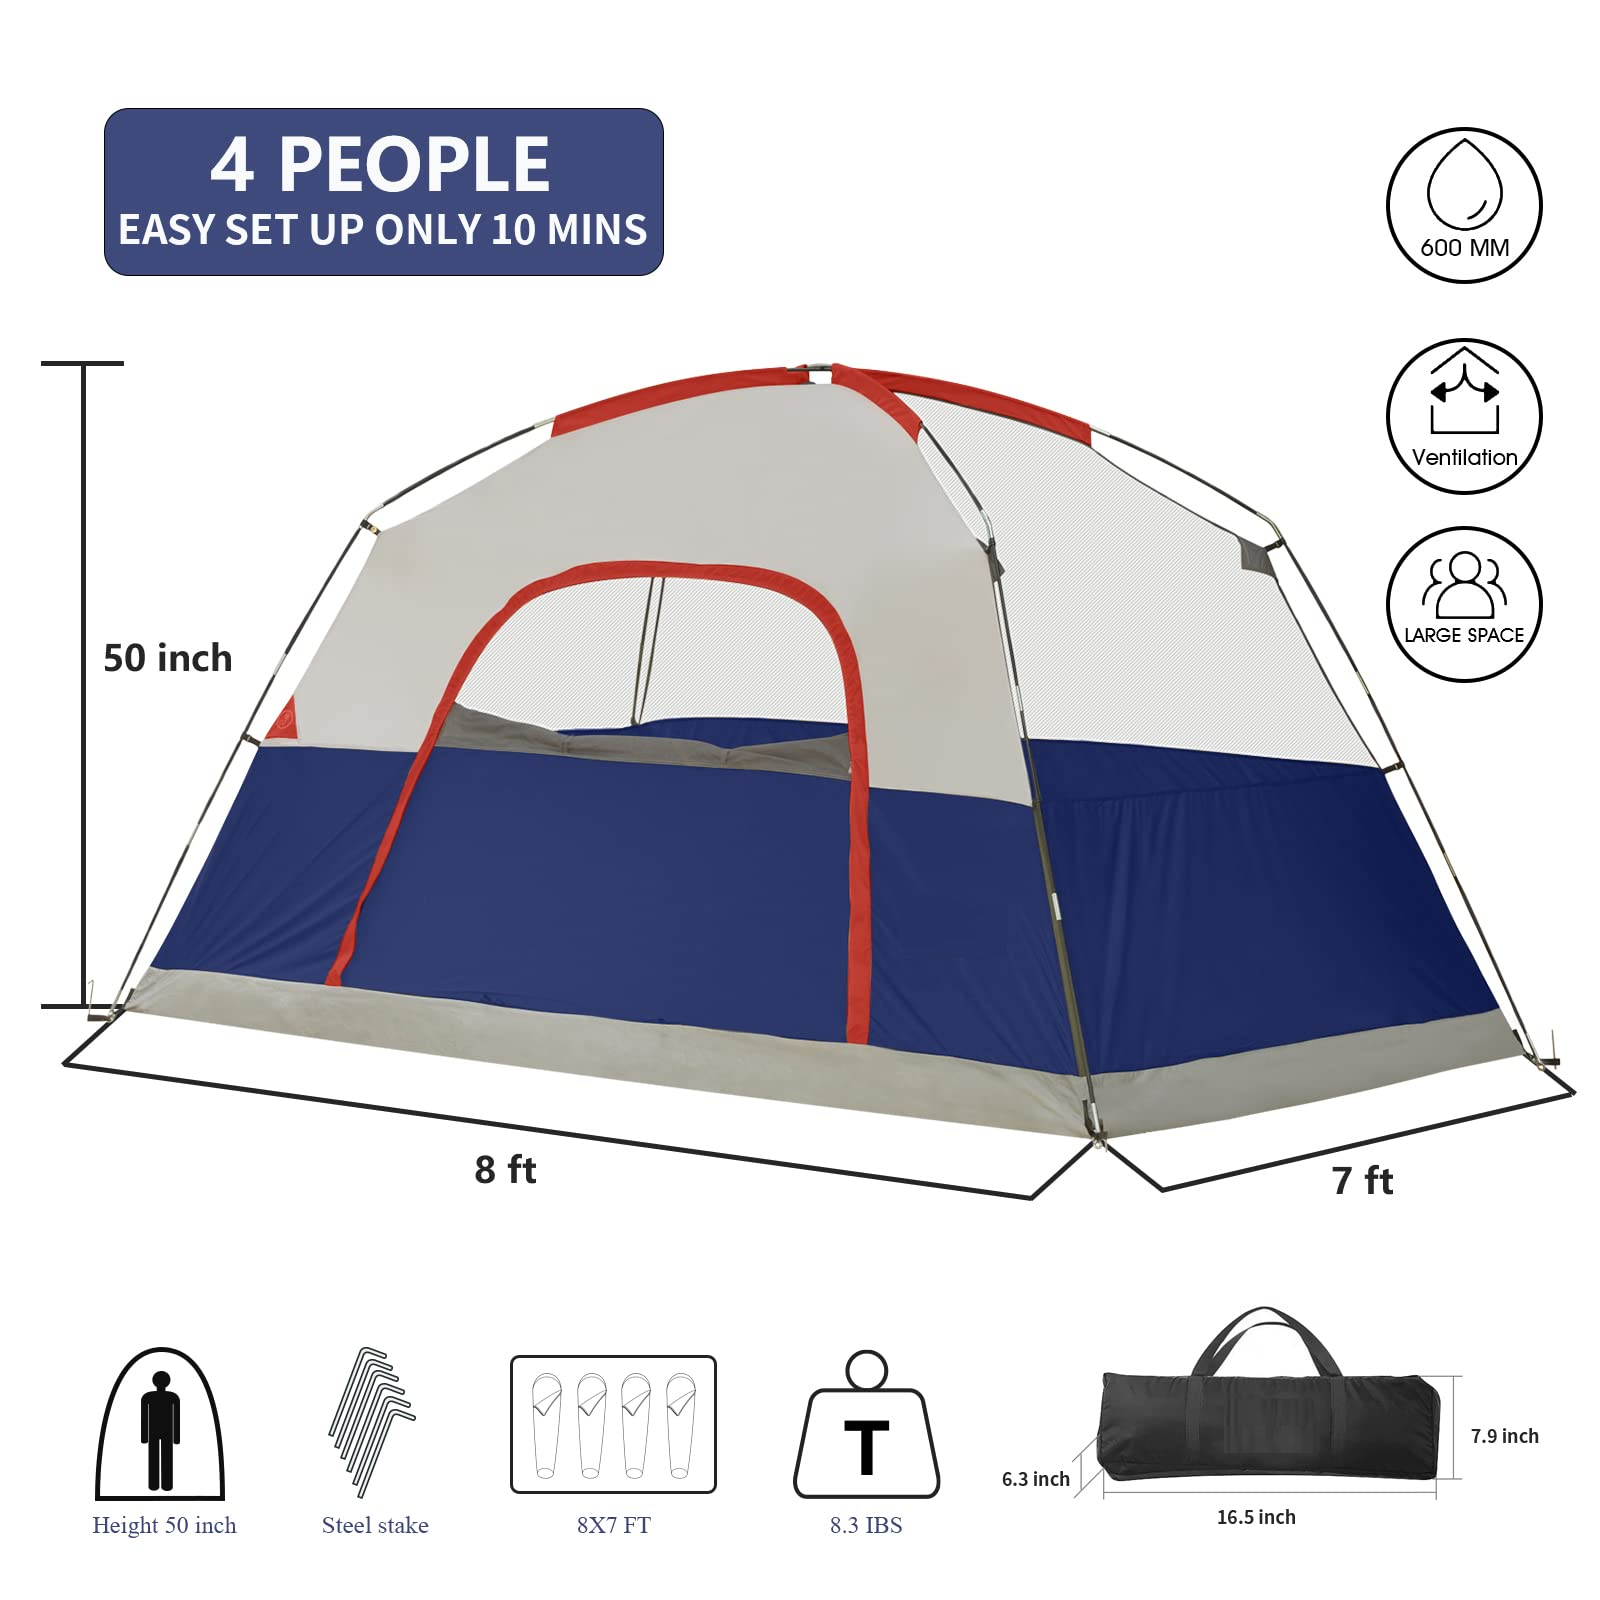 4 PEOPLE
EASY SET UP ONLY 10 MINS
600 MM
Ventilation
LARGE SPACE
50 inch
8 ft
7 ft
Height 50 inch
Steel stake
8X7 FT
T
8.3 IBS
6.3 inch
7.9 inch
16.5 inch